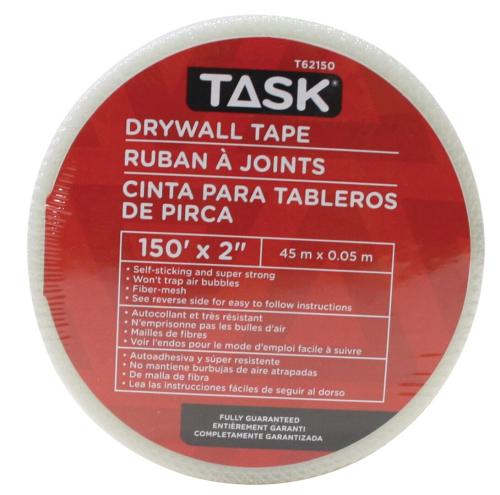 T62150
TASK
DRYWALL TAPE
RUBAN À JOINTS
CINTA PARA TABLEROS
DE PIRCA
150' x 2" 45 m x 0.05 m
• Self-sticking and super strong
• Won't trap air bubbles
• Fiber-mesh
• See reverse side for easy to follow instructions
• Autocollant et très résistant
• N'emprisonne pas les bulles d'air
• Mailles de fibres
• Voir l'endos pour le mode d'emploi facile à suivre
• Autoadhesiva y súper resistente
• No mantiene burbujas de aire atrapadas
• De malla de fibra
• Lea las instrucciones fáciles de seguir al dorso
FULLY GUARANTEED
ENTIÈREMENT GARANTI
COMPLETAMENTE GARANTIZADA